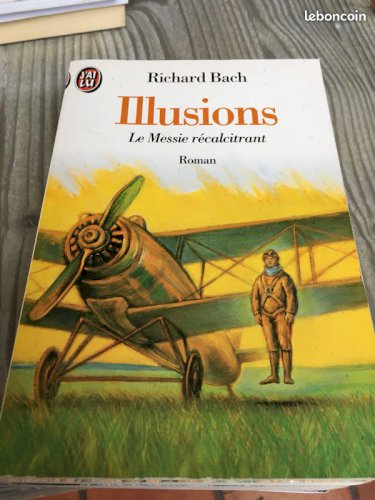 leboncoin
J'AI
LU
Richard Bach
Illusions
Le Messie récalcitrant
Roman